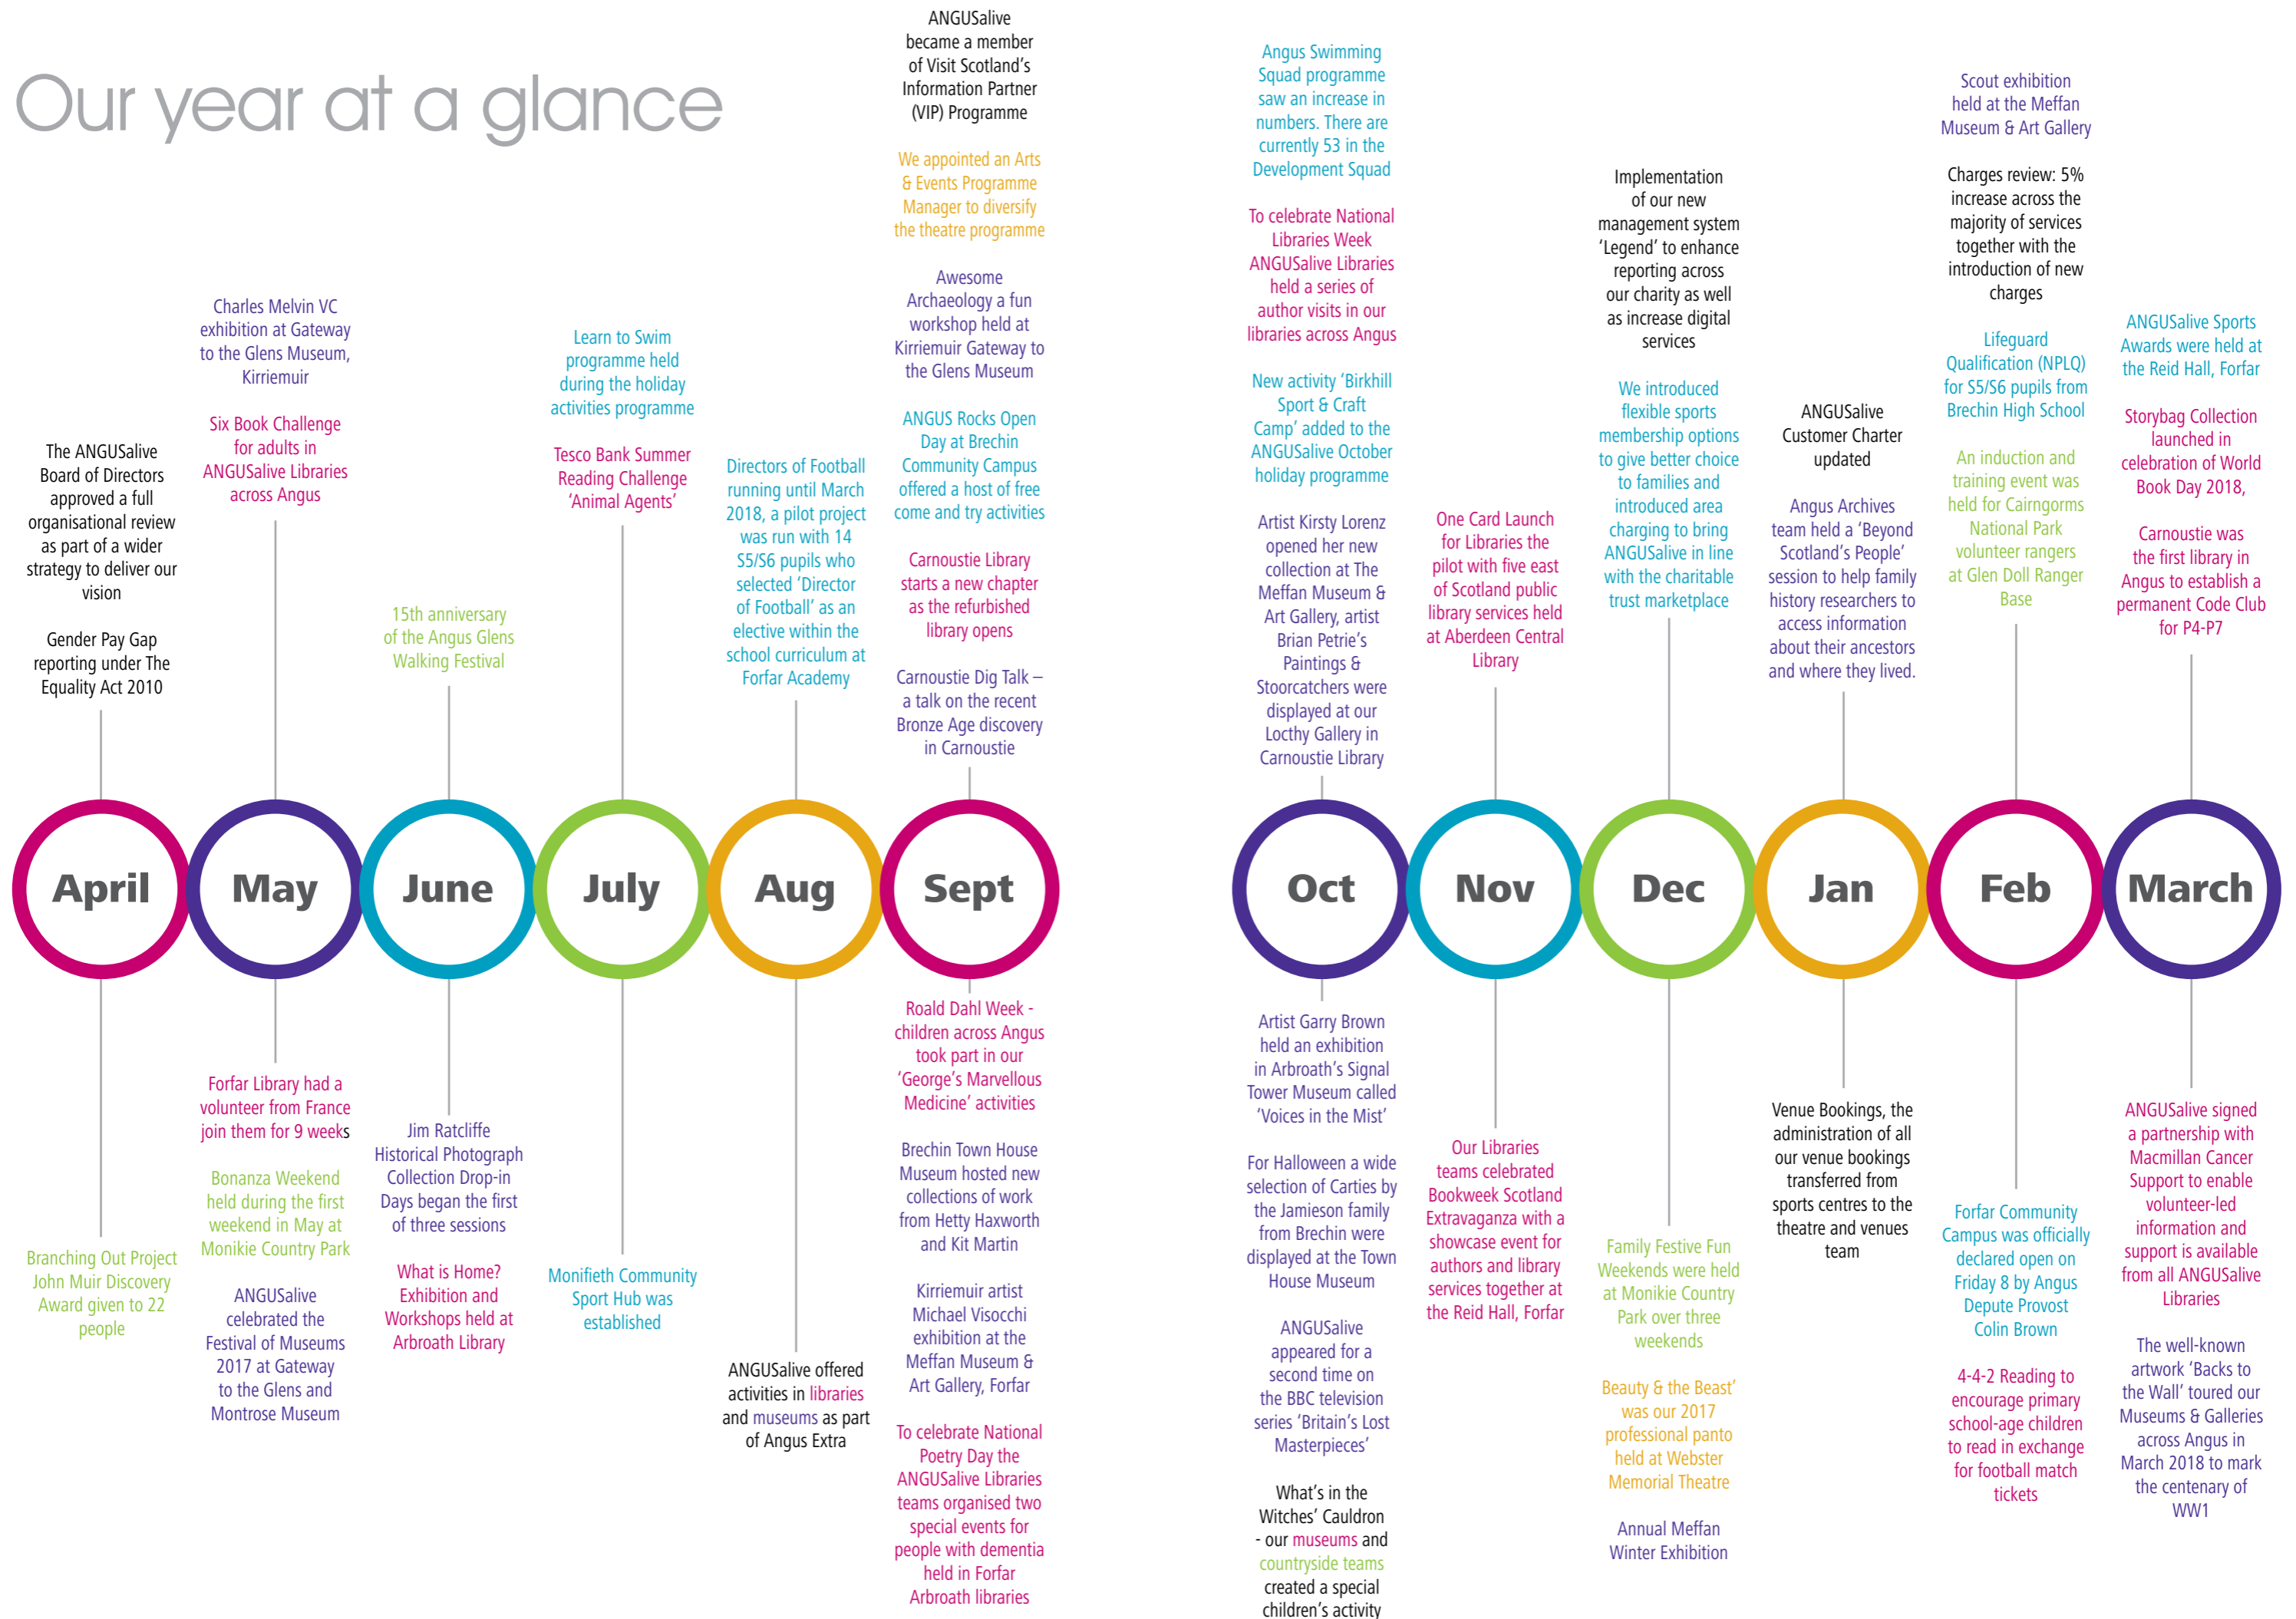 Our year at a glance
The ANGUSalive
Board of Directors
approved a full
organisational review
as part of a wider
strategy to deliver our
vision
Gender Pay Gap
reporting under The
Equality Act 2010
April
Branching Out Project
John Muir Discovery
Award given to 22
people
Charles Melvin VC
exhibition at Gateway
to the Glens Museum,
Kirriemuir
Six Book Challenge
for adults in
ANGUSalive Libraries
across Angus
May
Forfar Library had a
volunteer from France
join them for 9 weeks
Bonanza Weekend
held during the first
weekend in May at
Monikie Country Park
ANGUSalive
celebrated the
Festival of Museums
2017 at Gateway
to the Glens and
Montrose Museum
15th anniversary
of the Angus Glens
Walking Festival
June
Jim Ratcliffe
Historical Photograph
Collection Drop-in
Days began the first
of three sessions
What is Home?
Exhibition and
Workshops held at
Arbroath Library
Learn to Swim
programme held
during the holiday
activities programme
Tesco Bank Summer
Reading Challenge
‘Animal Agents’
July
Monifieth Community
Sport Hub was
established
Directors of Football
running until March
2018, a pilot project
was run with 14
S5/S6 pupils who
selected ‘Director
of Football’ as an
elective within the
school curriculum at
Forfar Academy
Aug
ANGUSalive offered
activities in libraries
and museums as part
of Angus Extra
ANGUSalive
became a member
of Visit Scotland’s
Information Partner
(VIP) Programme
We appointed an Arts
& Events Programme
Manager to diversify
the theatre programme
Awesome
Archaeology a fun
workshop held at
Kirriemuir Gateway to
the Glens Museum
ANGUS Rocks Open
Day at Brechin
Community Campus
offered a host of free
come and try activities
Carnoustie Library
starts a new chapter
as the refurbished
library opens
Carnoustie Dig Talk –
a talk on the recent
Bronze Age discovery
in Carnoustie
Sept
Roald Dahl Week -
children across Angus
took part in our
‘George’s Marvellous
Medicine’ activities
Brechin Town House
Museum hosted new
collections of work
from Hetty Haxworth
and Kit Martin
Kirriemuir artist
Michael Visocchi
exhibition at the
Meffan Museum &
Art Gallery, Forfar
To celebrate National
Poetry Day the
ANGUSalive Libraries
teams organised two
special events for
people with dementia
held in Forfar
Arbroath libraries
Angus Swimming
Squad programme
saw an increase in
numbers. There are
currently 53 in the
Development Squad
To celebrate National
Libraries Week
ANGUSalive Libraries
held a series of
author visits in our
libraries across Angus
New activity ‘Birkhill
Sport & Craft
Camp’ added to the
ANGUSalive October
holiday programme
Artist Kirsty Lorenz
opened her new
collection at The
Meffan Museum &
Art Gallery, artist
Brian Petrie’s
Paintings &
Stoorcatchers were
displayed at our
Locthy Gallery in
Carnoustie Library
Oct
Artist Garry Brown
held an exhibition
in Arbroath’s Signal
Tower Museum called
‘Voices in the Mist’
For Halloween a wide
selection of Carties by
the Jamieson family
from Brechin were
displayed at the Town
House Museum
ANGUSalive
appeared for a
second time on
the BBC television
series ‘Britain’s Lost
Masterpieces’
What’s in the
Witches’ Cauldron
- our museums and
countryside teams
created a special
children’s activity
One Card Launch
for Libraries the
pilot with five east
of Scotland public
library services held
at Aberdeen Central
Library
Nov
Our Libraries
teams celebrated
Bookweek Scotland
Extravaganza with a
showcase event for
authors and library
services together at
the Reid Hall, Forfar
Implementation
of our new
management system
‘Legend’ to enhance
reporting across
our charity as well
as increase digital
services
We introduced
flexible sports
membership options
to give better choice
to families and
introduced area
charging to bring
ANGUSalive in line
with the charitable
trust marketplace
Dec
Family Festive Fun
Weekends were held
at Monikie Country
Park over three
weekends
Beauty & the Beast’
was our 2017
professional panto
held at Webster
Memorial Theatre
Annual Meffan
Winter Exhibition
ANGUSalive
Customer Charter
updated
Angus Archives
team held a ‘Beyond
Scotland’s People’
session to help family
history researchers to
access information
about their ancestors
and where they lived.
Jan
Venue Bookings, the
administration of all
our venue bookings
transferred from
sports centres to the
theatre and venues
team
Scout exhibition
held at the Meffan
Museum & Art Gallery
Charges review: 5%
increase across the
majority of services
together with the
introduction of new
charges
Lifeguard
Qualification (NPLQ)
for S5/S6 pupils from
Brechin High School
An induction and
training event was
held for Cairngorms
National Park
volunteer rangers
at Glen Doll Ranger
Base
Feb
Forfar Community
Campus was officially
declared open on
Friday 8 by Angus
Depute Provost
Colin Brown
4-4-2 Reading to
encourage primary
school-age children
to read in exchange
for football match
tickets
ANGUSalive Sports
Awards were held at
the Reid Hall, Forfar
Storybag Collection
launched in
celebration of World
Book Day 2018,
Carnoustie was
the first library in
Angus to establish a
permanent Code Club
for P4-P7
March
ANGUSalive signed
a partnership with
Macmillan Cancer
Support to enable
volunteer-led
information and
support is available
from all ANGUSalive
Libraries
The well-known
artwork ‘Backs to
the Wall’ toured our
Museums & Galleries
across Angus in
March 2018 to mark
the centenary of
WW1